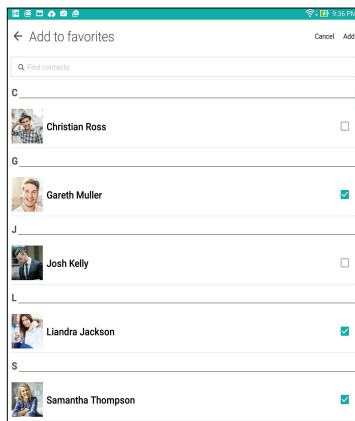 9:36 PM
Add to favorites
Cancel Add
Find contacts
C
Christian Ross
G
Gareth Muller
J
Josh Kelly
L
Liandra Jackson
S
Samantha Thompson